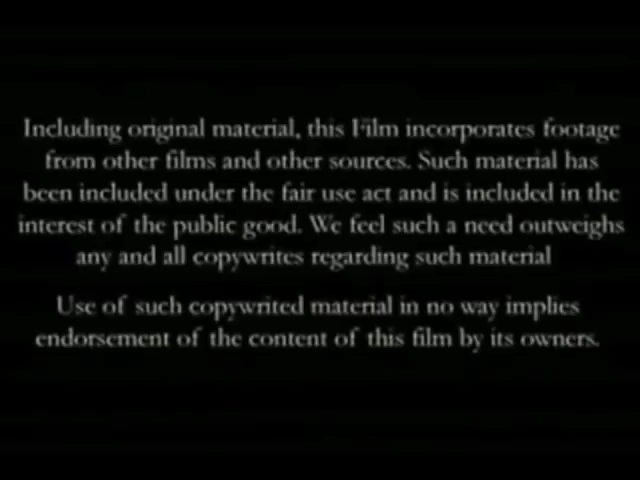 Including original material, this Film incorporates footage
from other films and other sources. Such material has
been included under the fair use act and is included in the
interest of the public good. We feel such a need outweighs
any and all copywrites regarding such material
Use of such copywrited material in no way implies
endorsement of the content of this film by its owners.